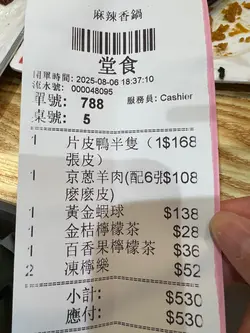 麻辣香鍋
堂食
開單時間: 2025-08-06 18:37:10
流水號: 000048095
單號: 788 服務員: Cashier
桌號: 5
1 片皮鴨半隻 (1 $168
張皮)
1 京蔥羊肉(配6張 $108
麼麽皮)
1 黃金蝦球 $138
1 金桔檸檬茶 $28
1 百香果檸檬茶 $36
2 凍檸樂 $52
小計: $530
應付: $530